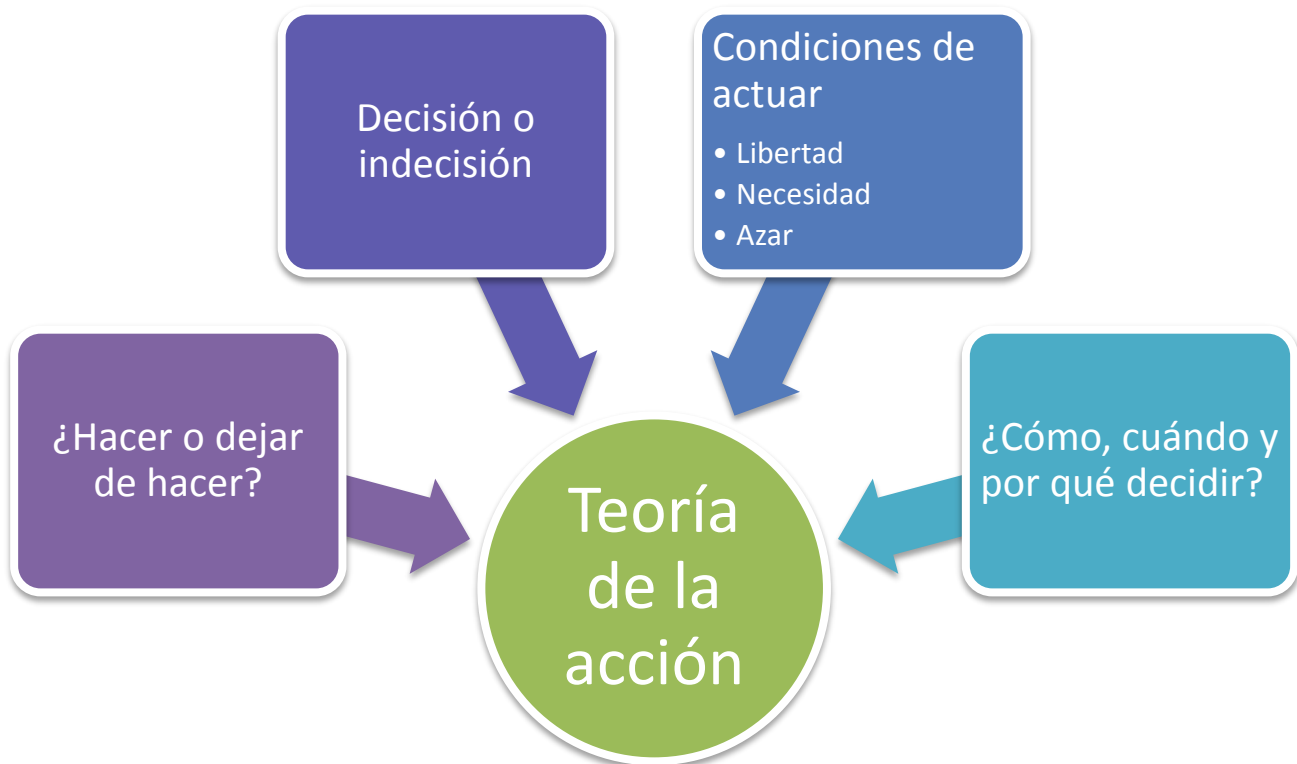 Decisión o
indecisión
Condiciones de
actuar
• Libertad
• Necesidad
• Azar
¿Hacer o dejar
de hacer?
¿Cómo, cuándo y
por qué decidir?
Teoría
de la
acción